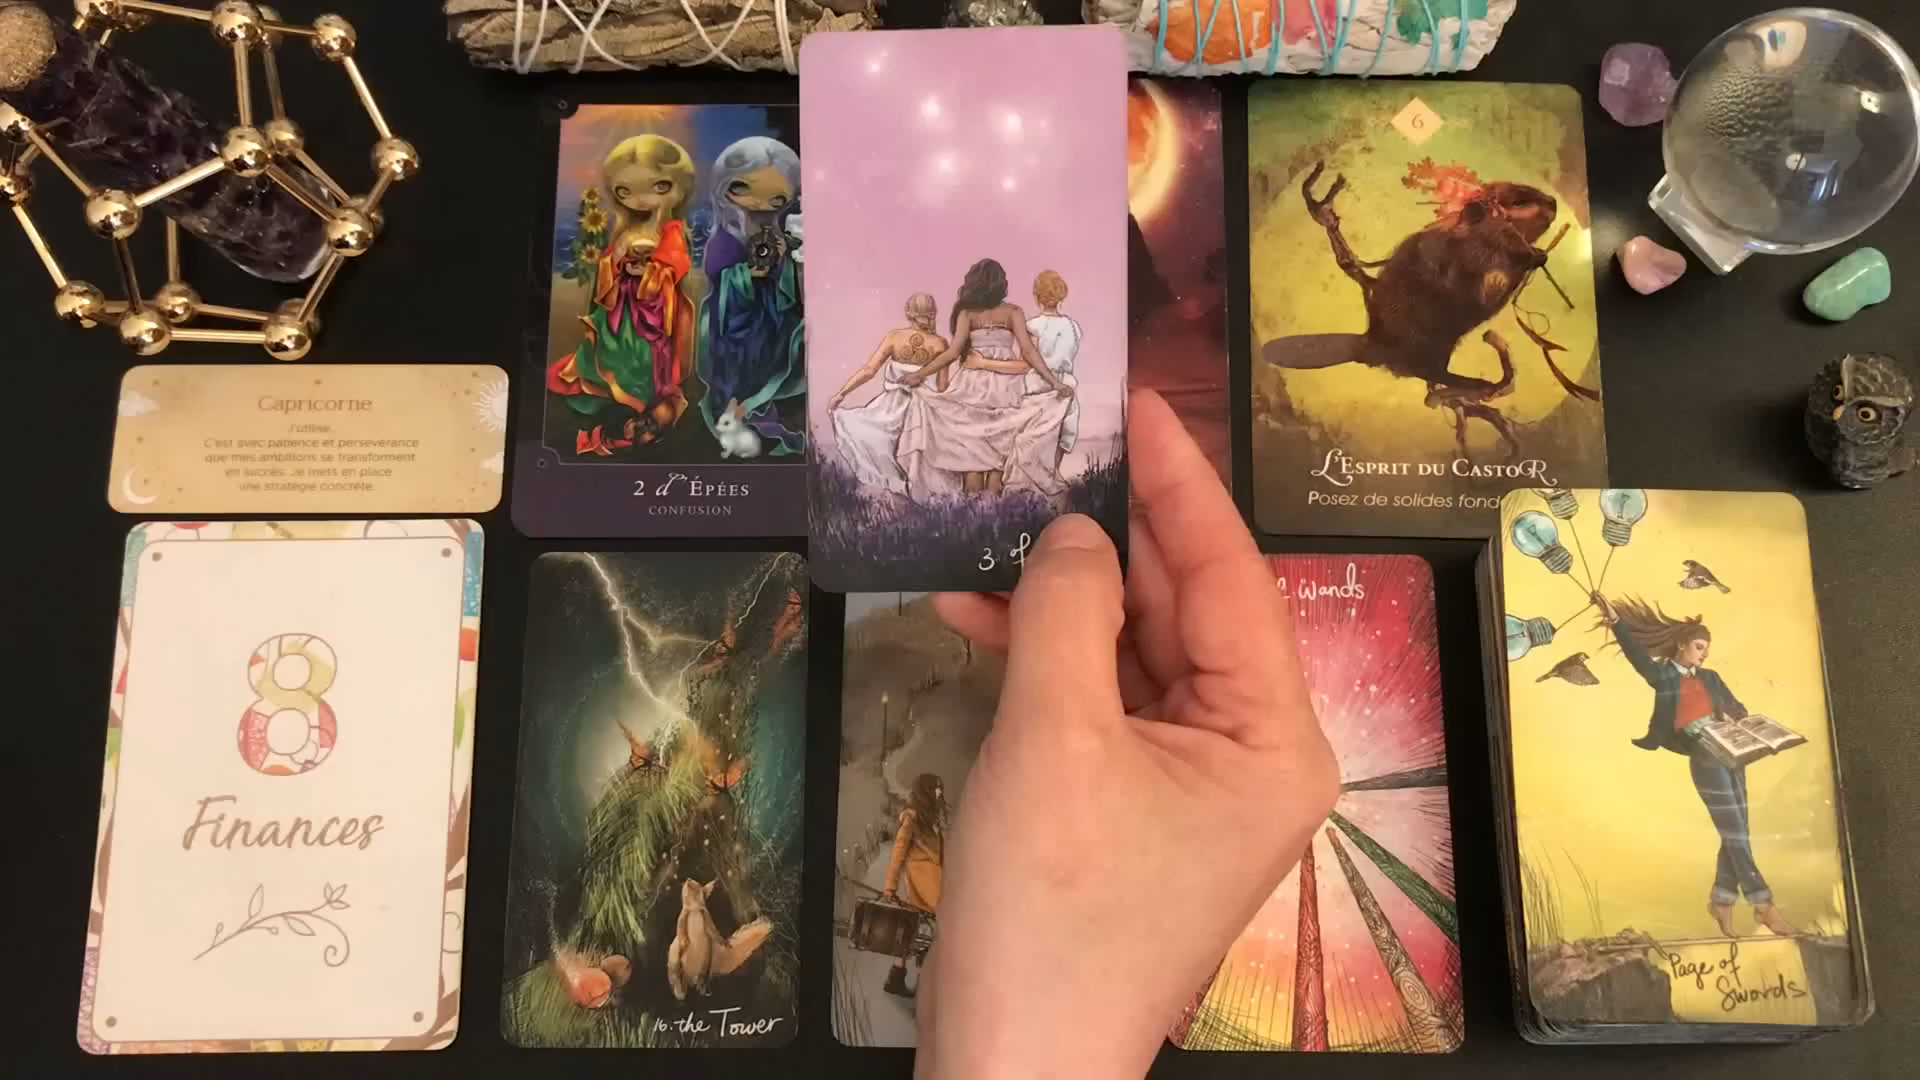 6
Capricorne
J'utilise.
C'est avec patience et persévérance
que mes ambitions se transforment
en succès. Je mets en place
une stratégie concrète.
2 d'Épées
CONFUSION
L'Esprit du Castor
Posez de solides
3 of
wands
8
Finances
16. the Tower
Page of
Swords